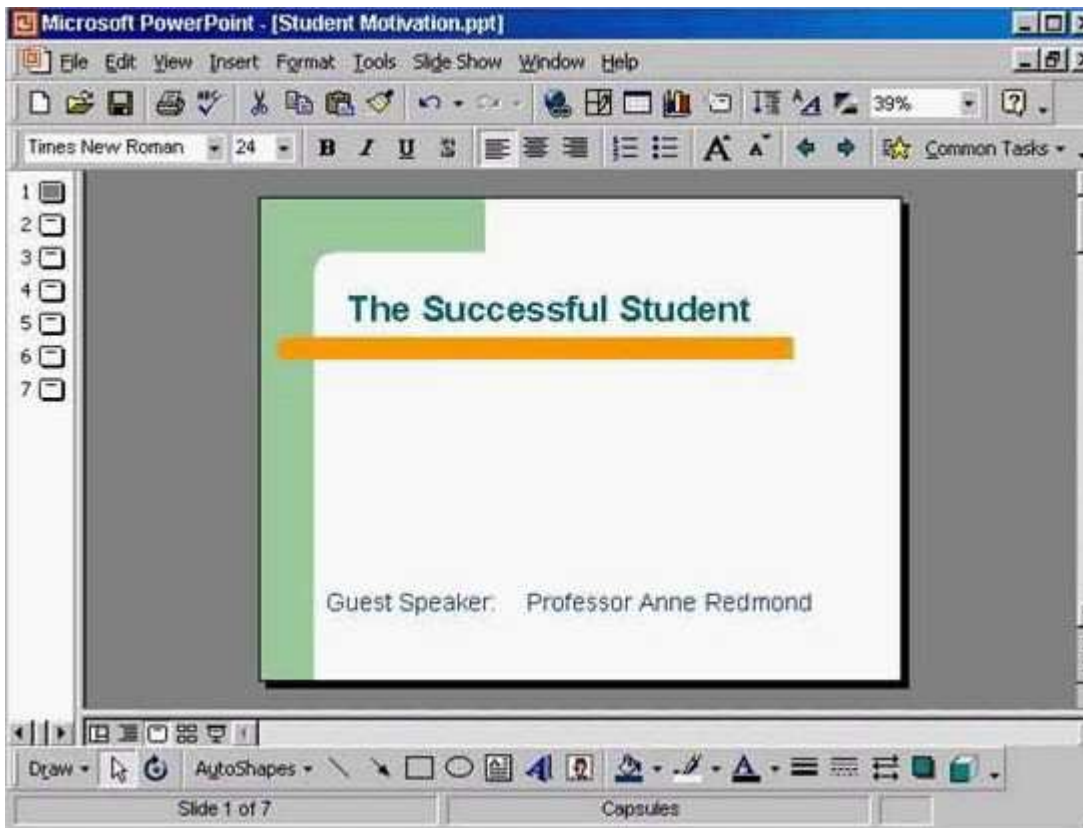 Microsoft PowerPoint - [Student Motivation.ppt]
File Edit View Insert Format Tools Slide Show Window Help
ABC 39%
Times New Roman 24 B I U S A A Common Tasks
1
2
3
4
5
6
7
The Successful Student
Guest Speaker: Professor Anne Redmond
Draw AutoShapes A A
Slide 1 of 7 Capsules